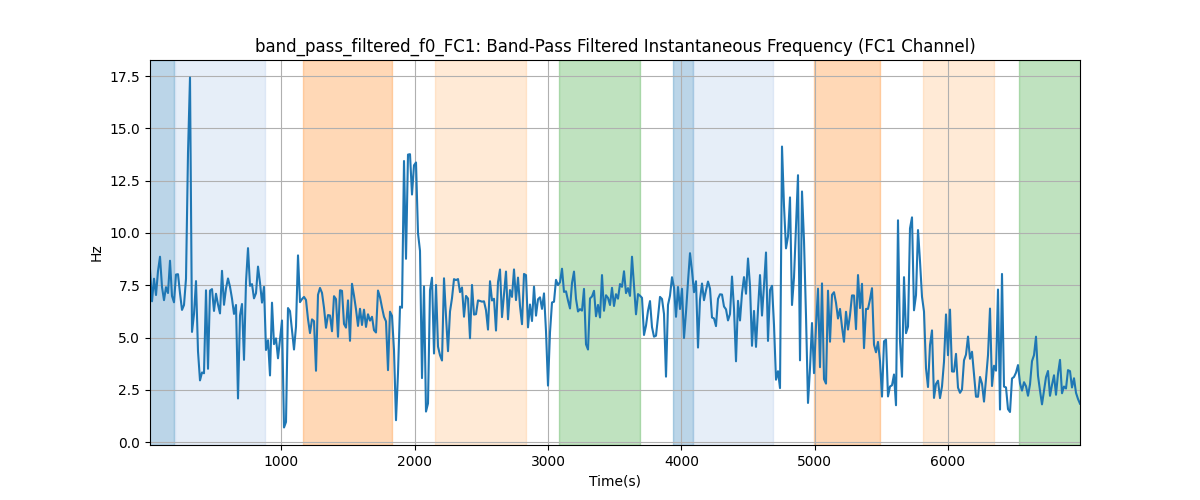 band_pass_filtered_f0_FC1: Band-Pass Filtered Instantaneous Frequency (FC1 Channel)
17.5
15.0
12.5
10.0
7.5
5.0
2.5
0.0
Hz
1000 2000 3000 4000 5000 6000
Time(s)